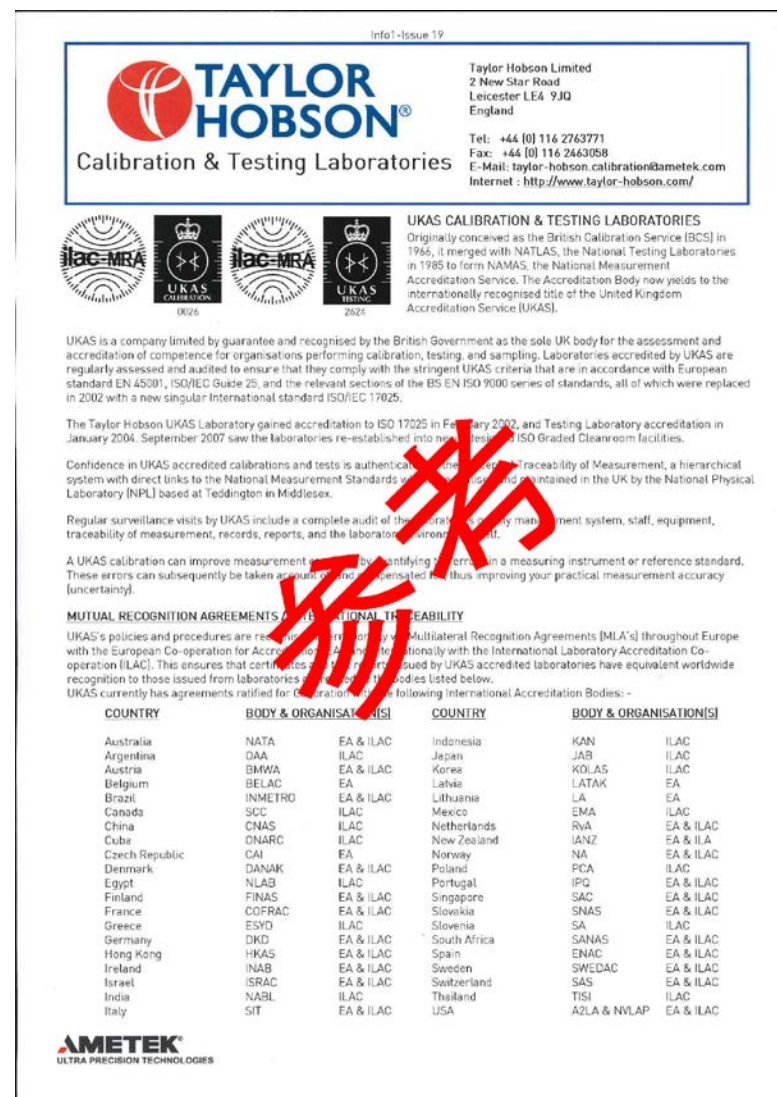 Info1-Issue 19
TAYLOR
HOBSON®
Calibration & Testing Laboratories
Taylor Hobson Limited
2 New Star Road
Leicester LE4 9JQ
England
Tel: +44 (0) 116 2763771
Fax: +44 (0) 116 2463058
E-Mail: taylor-hobson.calibration@ametek.com
Internet : http://www.taylor-hobson.com/
ilac-MRA
UKAS
CALIBRATION
0026
ilac-MRA
UKAS
TESTING
2624
UKAS CALIBRATION & TESTING LABORATORIES
Originally conceived as the British Calibration Service (BCS) in
1966, it merged with NATLAS, the National Testing Laboratories
in 1985 to form NAMAS, the National Measurement
Accreditation Service. The Accreditation Body now yields to the
internationally recognised title of the United Kingdom
Accreditation Service (UKAS).
UKAS is a company limited by guarantee and recognised by the British Government as the sole UK body for the assessment and
accreditation of competence for organisations performing calibration, testing, and sampling. Laboratories accredited by UKAS are
regularly assessed and audited to ensure that they comply with the stringent UKAS criteria that are in accordance with European
standard EN 45001, ISO/IEC Guide 25, and the relevant sections of the BS EN ISO 9000 series of standards, all of which were replaced
in 2002 with a new singular International standard ISO/IEC 17025.
The Taylor Hobson UKAS Laboratory gained accreditation to ISO 17025 in February 2002, and Testing Laboratory accreditation in
January 2004. September 2007 saw the laboratories re-established into ISO Graded Cleanroom facilities.
Confidence in UKAS accredited calibrations and tests is Traceability of Measurement, a hierarchical
system with direct links to the National Measurement Standards and maintained in the UK by the National Physical
Laboratory (NPL) based at Teddington in Middlesex.
Regular surveillance visits by UKAS include a complete audit of the system, staff, equipment,
traceability of measurement, records, reports, and the laboratory
A UKAS calibration can improve measurement by in a measuring instrument or reference standard.
These errors can subsequently be taken account and thus improving your practical measurement accuracy
(uncertainty).
MUTUAL RECOGNITION AGREEMENTS TRACEABILITY
UKAS's policies and procedures are Multilateral Recognition Agreements (MLA's) throughout Europe
with the European Co-operation for with the International Laboratory Accreditation Co-
operation (ILAC). This ensures that issued by UKAS accredited laboratories have equivalent worldwide
recognition to those issued from laboratories listed below.
UKAS currently has agreements ratified for following International Accreditation Bodies: -
COUNTRY BODY & ORGANISATION(S) COUNTRY BODY & ORGANISATION(S)
Australia NATA EA & ILAC Indonesia KAN ILAC
Argentina OAA ILAC Japan JAB ILAC
Austria BMWA EA & ILAC Korea KOLAS ILAC
Belgium BELAC EA Latvia LATAK EA
Brazil INMETRO EA & ILAC Lithuania LA EA
Canada SCC ILAC Mexico EMA ILAC
China CNAS ILAC Netherlands RvA EA & ILAC
Cuba ONARC ILAC New Zealand IANZ EA & ILA
Czech Republic CAI EA Norway NA EA & ILAC
Denmark DANAK EA & ILAC Poland PCA ILAC
Egypt NLAB ILAC Portugal IPQ EA & ILAC
Finland FINAS EA & ILAC Singapore SAC EA & ILAC
France COFRAC EA & ILAC Slovakia SNAS EA & ILAC
Greece ESYD ILAC Slovenia SA ILAC
Germany DKD EA & ILAC South Africa SANAS EA & ILAC
Hong Kong HKAS EA & ILAC Spain ENAC EA & ILAC
Ireland INAB EA & ILAC Sweden SWEDAC EA & ILAC
Israel ISRAC EA & ILAC Switzerland SAS EA & ILAC
India NABL ILAC Thailand TISI ILAC
Italy SIT EA & ILAC USA A2LA & NVLAP EA & ILAC
参考
AMETEK®
ULTRA PRECISION TECHNOLOGIES